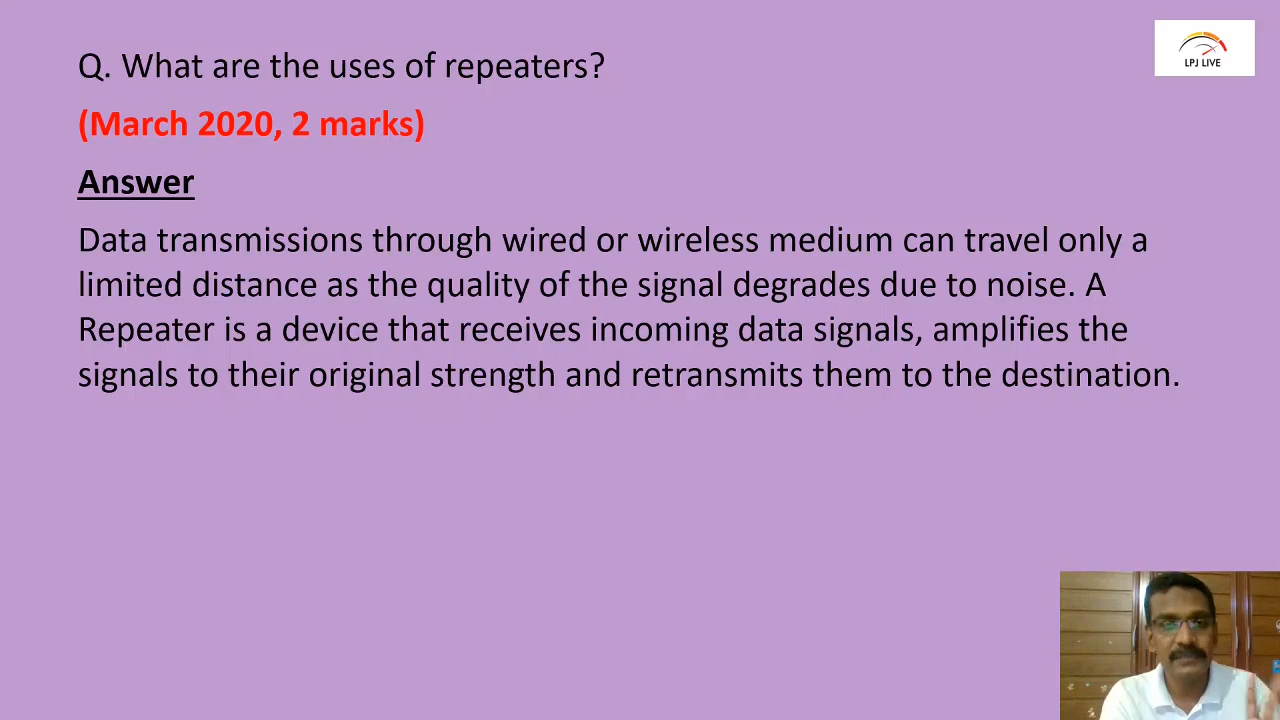 Q. What are the uses of repeaters?
LPJ LIVE
(March 2020, 2 marks)
Answer
Data transmissions through wired or wireless medium can travel only a
limited distance as the quality of the signal degrades due to noise. A
Repeater is a device that receives incoming data signals, amplifies the
signals to their original strength and retransmits them to the destination.